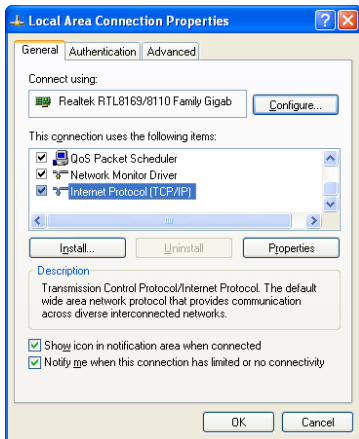 Local Area Connection Properties
General Authentication Advanced
Connect using:
Realtek RTL8169/8110 Family Gigab Configure...
This connection uses the following items:
QoS Packet Scheduler
Network Monitor Driver
Internet Protocol (TCP/IP)
Install... Uninstall Properties
Description
Transmission Control Protocol/Internet Protocol. The default
wide area network protocol that provides communication
across diverse interconnected networks.
Show icon in notification area when connected
Notify me when this connection has limited or no connectivity
OK Cancel